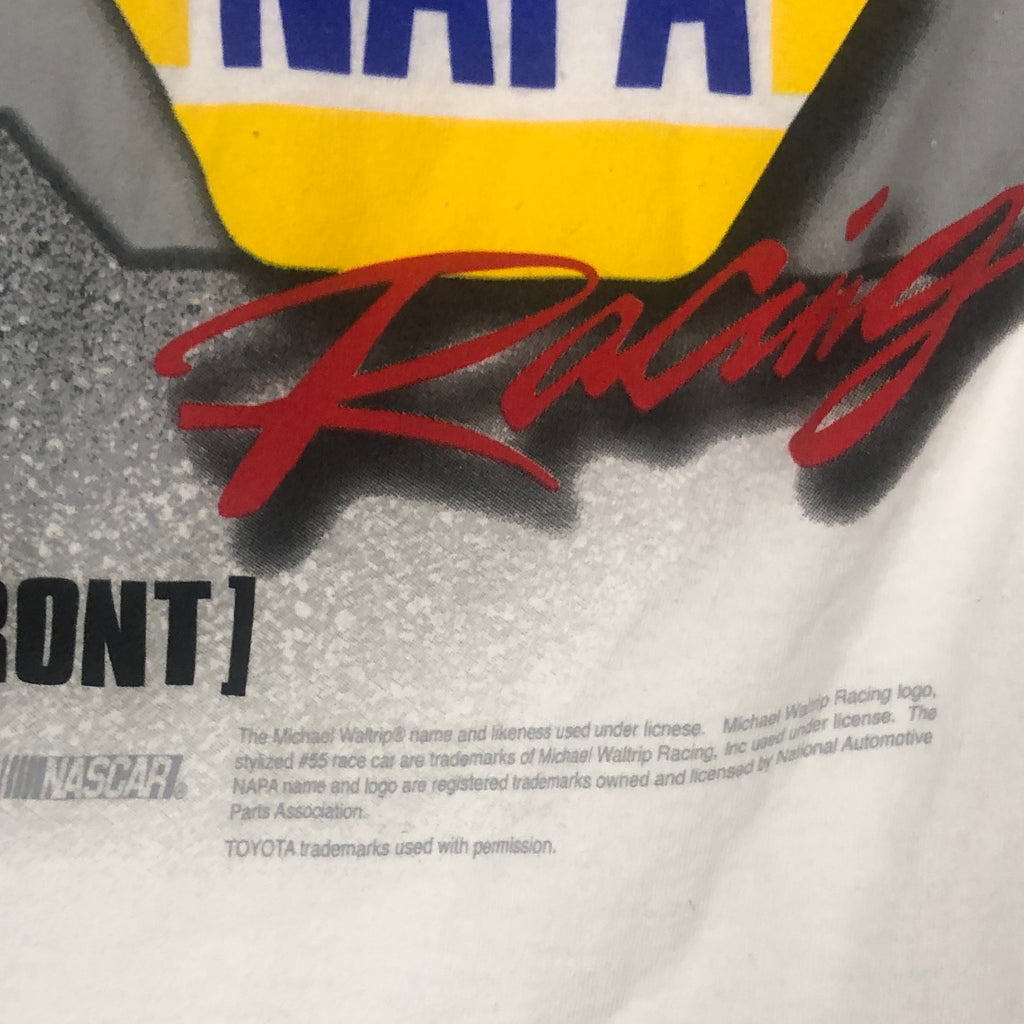 NAPA
Racing
RONT]
NASCAR®
The Michael Waltrip® name and likeness used under licnese. Michael Waltrip Racing logo,
stylized #55 race car are trademarks of Michael Waltrip Racing, Inc used under license. The
NAPA name and logo are registered trademarks owned and licensed by National Automotive
Parts Association.
TOYOTA trademarks used with permission.